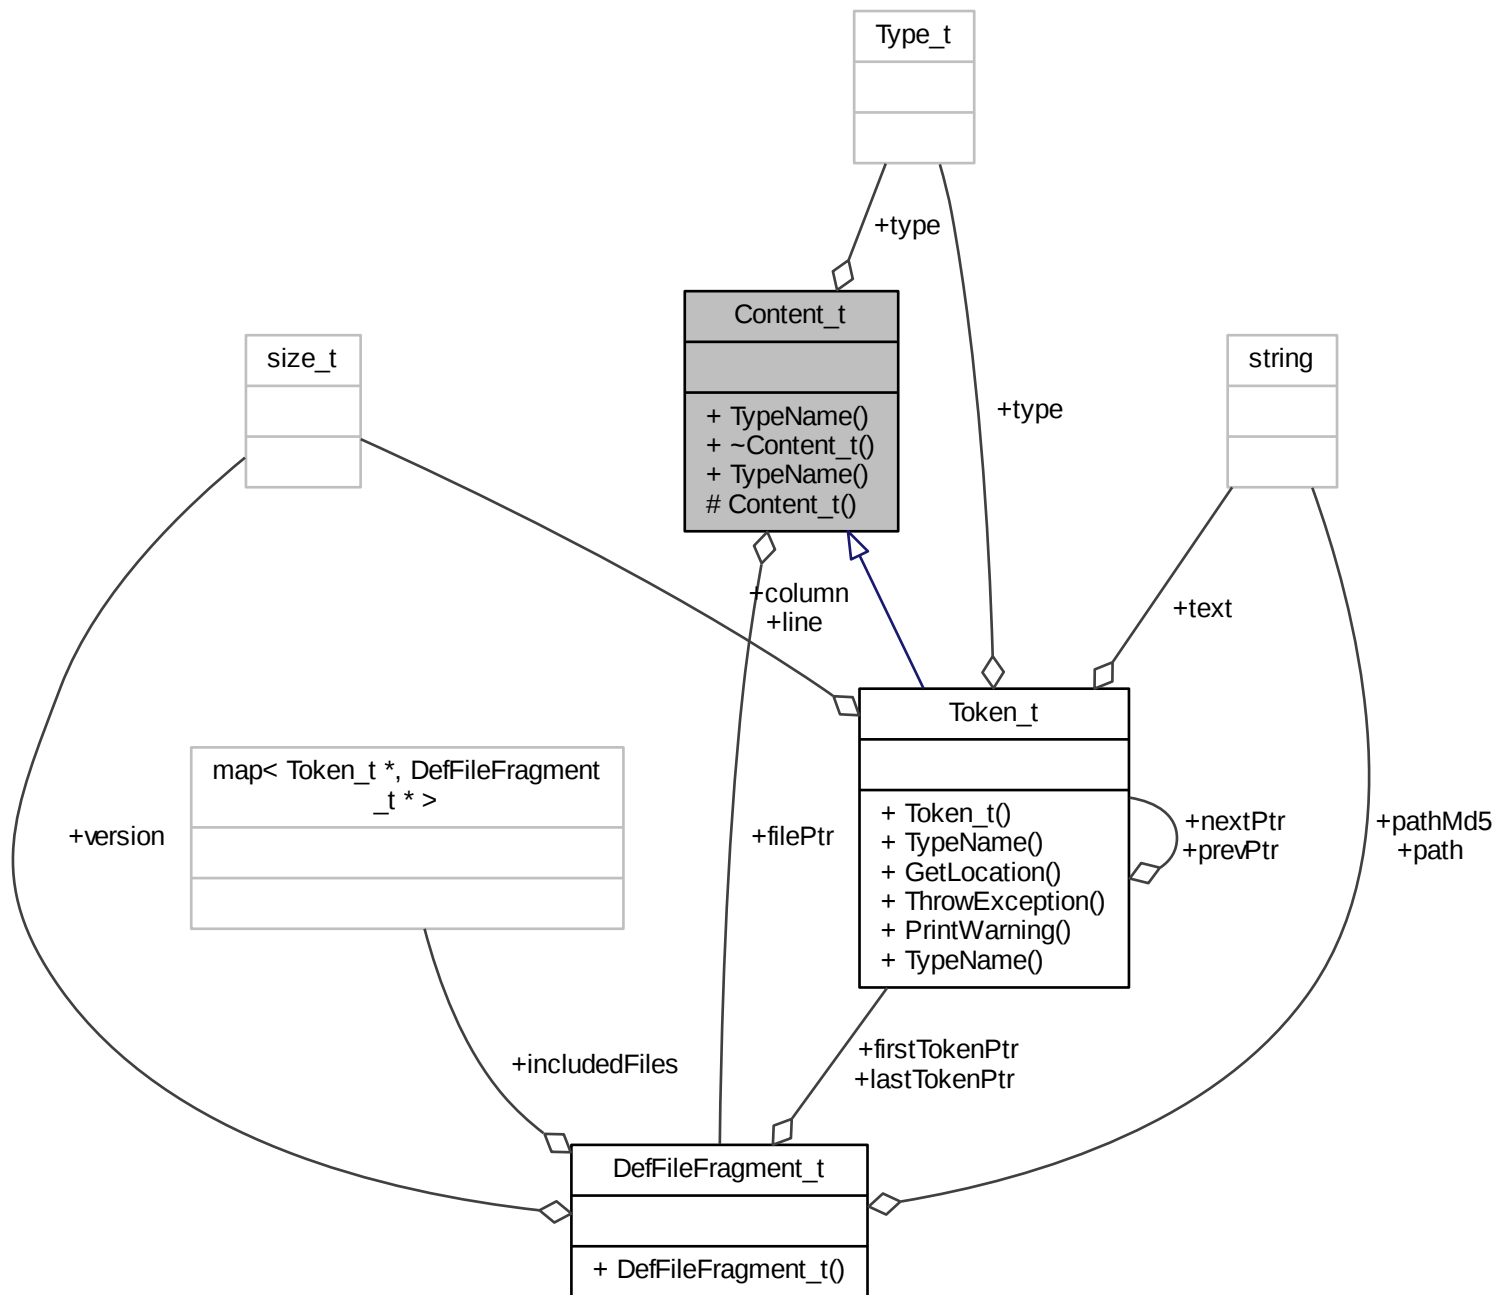 Type_t
+type
Content_t
+ TypeName()
+ ~Content_t()
+ TypeName()
# Content_t()
size_t
string
+type
+column
+line
+text
Token_t
+ Token_t()
+ TypeName()
+ GetLocation()
+ ThrowException()
+ PrintWarning()
+ TypeName()
map< Token_t *, DefFileFragment
_t * >
+version
+filePtr
+nextPtr
+prevPtr
+pathMd5
+path
+includedFiles
+firstTokenPtr
+lastTokenPtr
DefFileFragment_t
+ DefFileFragment_t()